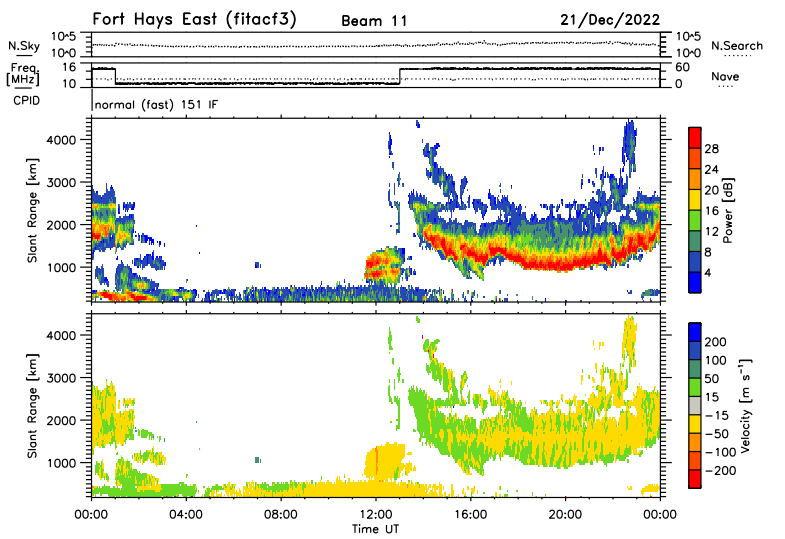 Fort Hays East (fitacf3) Beam 11 21/Dec/2022
N.Sky 10^5 10^0 10^5 10^0 N.Search
Freq. [MHz] 16 10 60 0 Nave
CPID normal (fast) 151 IF
Slant Range [km] 4000 3000 2000 1000
28 24 20 16 12 8 4 Power [dB]
Slant Range [km] 4000 3000 2000 1000
200 100 50 15 −15 −50 −100 −200 Velocity [m s⁻¹]
00:00 04:00 08:00 12:00 16:00 20:00 00:00
Time UT